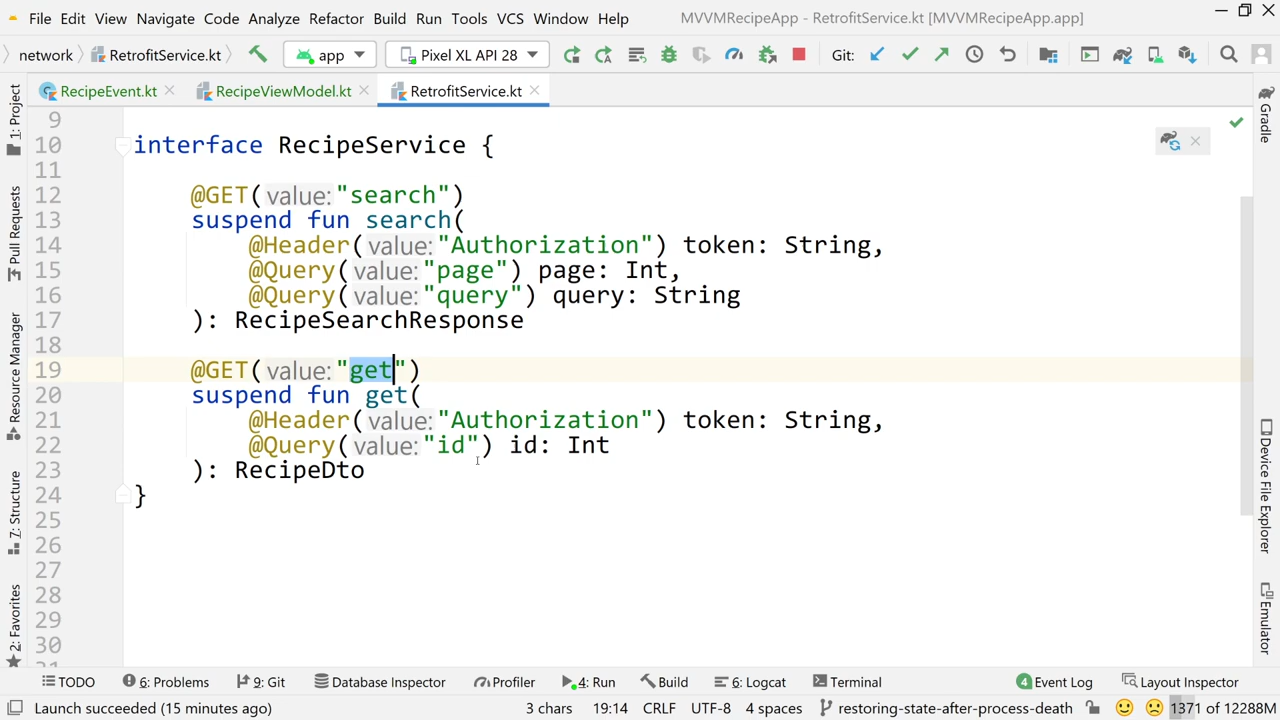 File Edit View Navigate Code Analyze Refactor Build Run Tools VCS Window Help MVVMRecipeApp - RetrofitService.kt [MVVMRecipeApp.app]
network RetrofitService.kt app Pixel XL API 28 Git:
RecipeEvent.kt RecipeViewModel.kt RetrofitService.kt
9
10 interface RecipeService {
11
12 @GET( value: "search")
13 suspend fun search(
14 @Header( value: "Authorization") token: String,
15 @Query( value: "page") page: Int,
16 @Query( value: "query") query: String
17 ): RecipeSearchResponse
18
19 @GET( value: "get")
20 suspend fun get(
21 @Header( value: "Authorization") token: String,
22 @Query( value: "id") id: Int
23 ): RecipeDto
24 }
25
26
27
28
29
30
31
1: Project
Pull Requests
Resource Manager
7: Structure
2: Favorites
Gradle
Device File Explorer
Emulator
TODO 6: Problems 9: Git Database Inspector Profiler 4: Run Build 6: Logcat Terminal 4 Event Log Layout Inspector
Launch succeeded (15 minutes ago) 3 chars 19:14 CRLF UTF-8 4 spaces restoring-state-after-process-death 1371 of 12288M